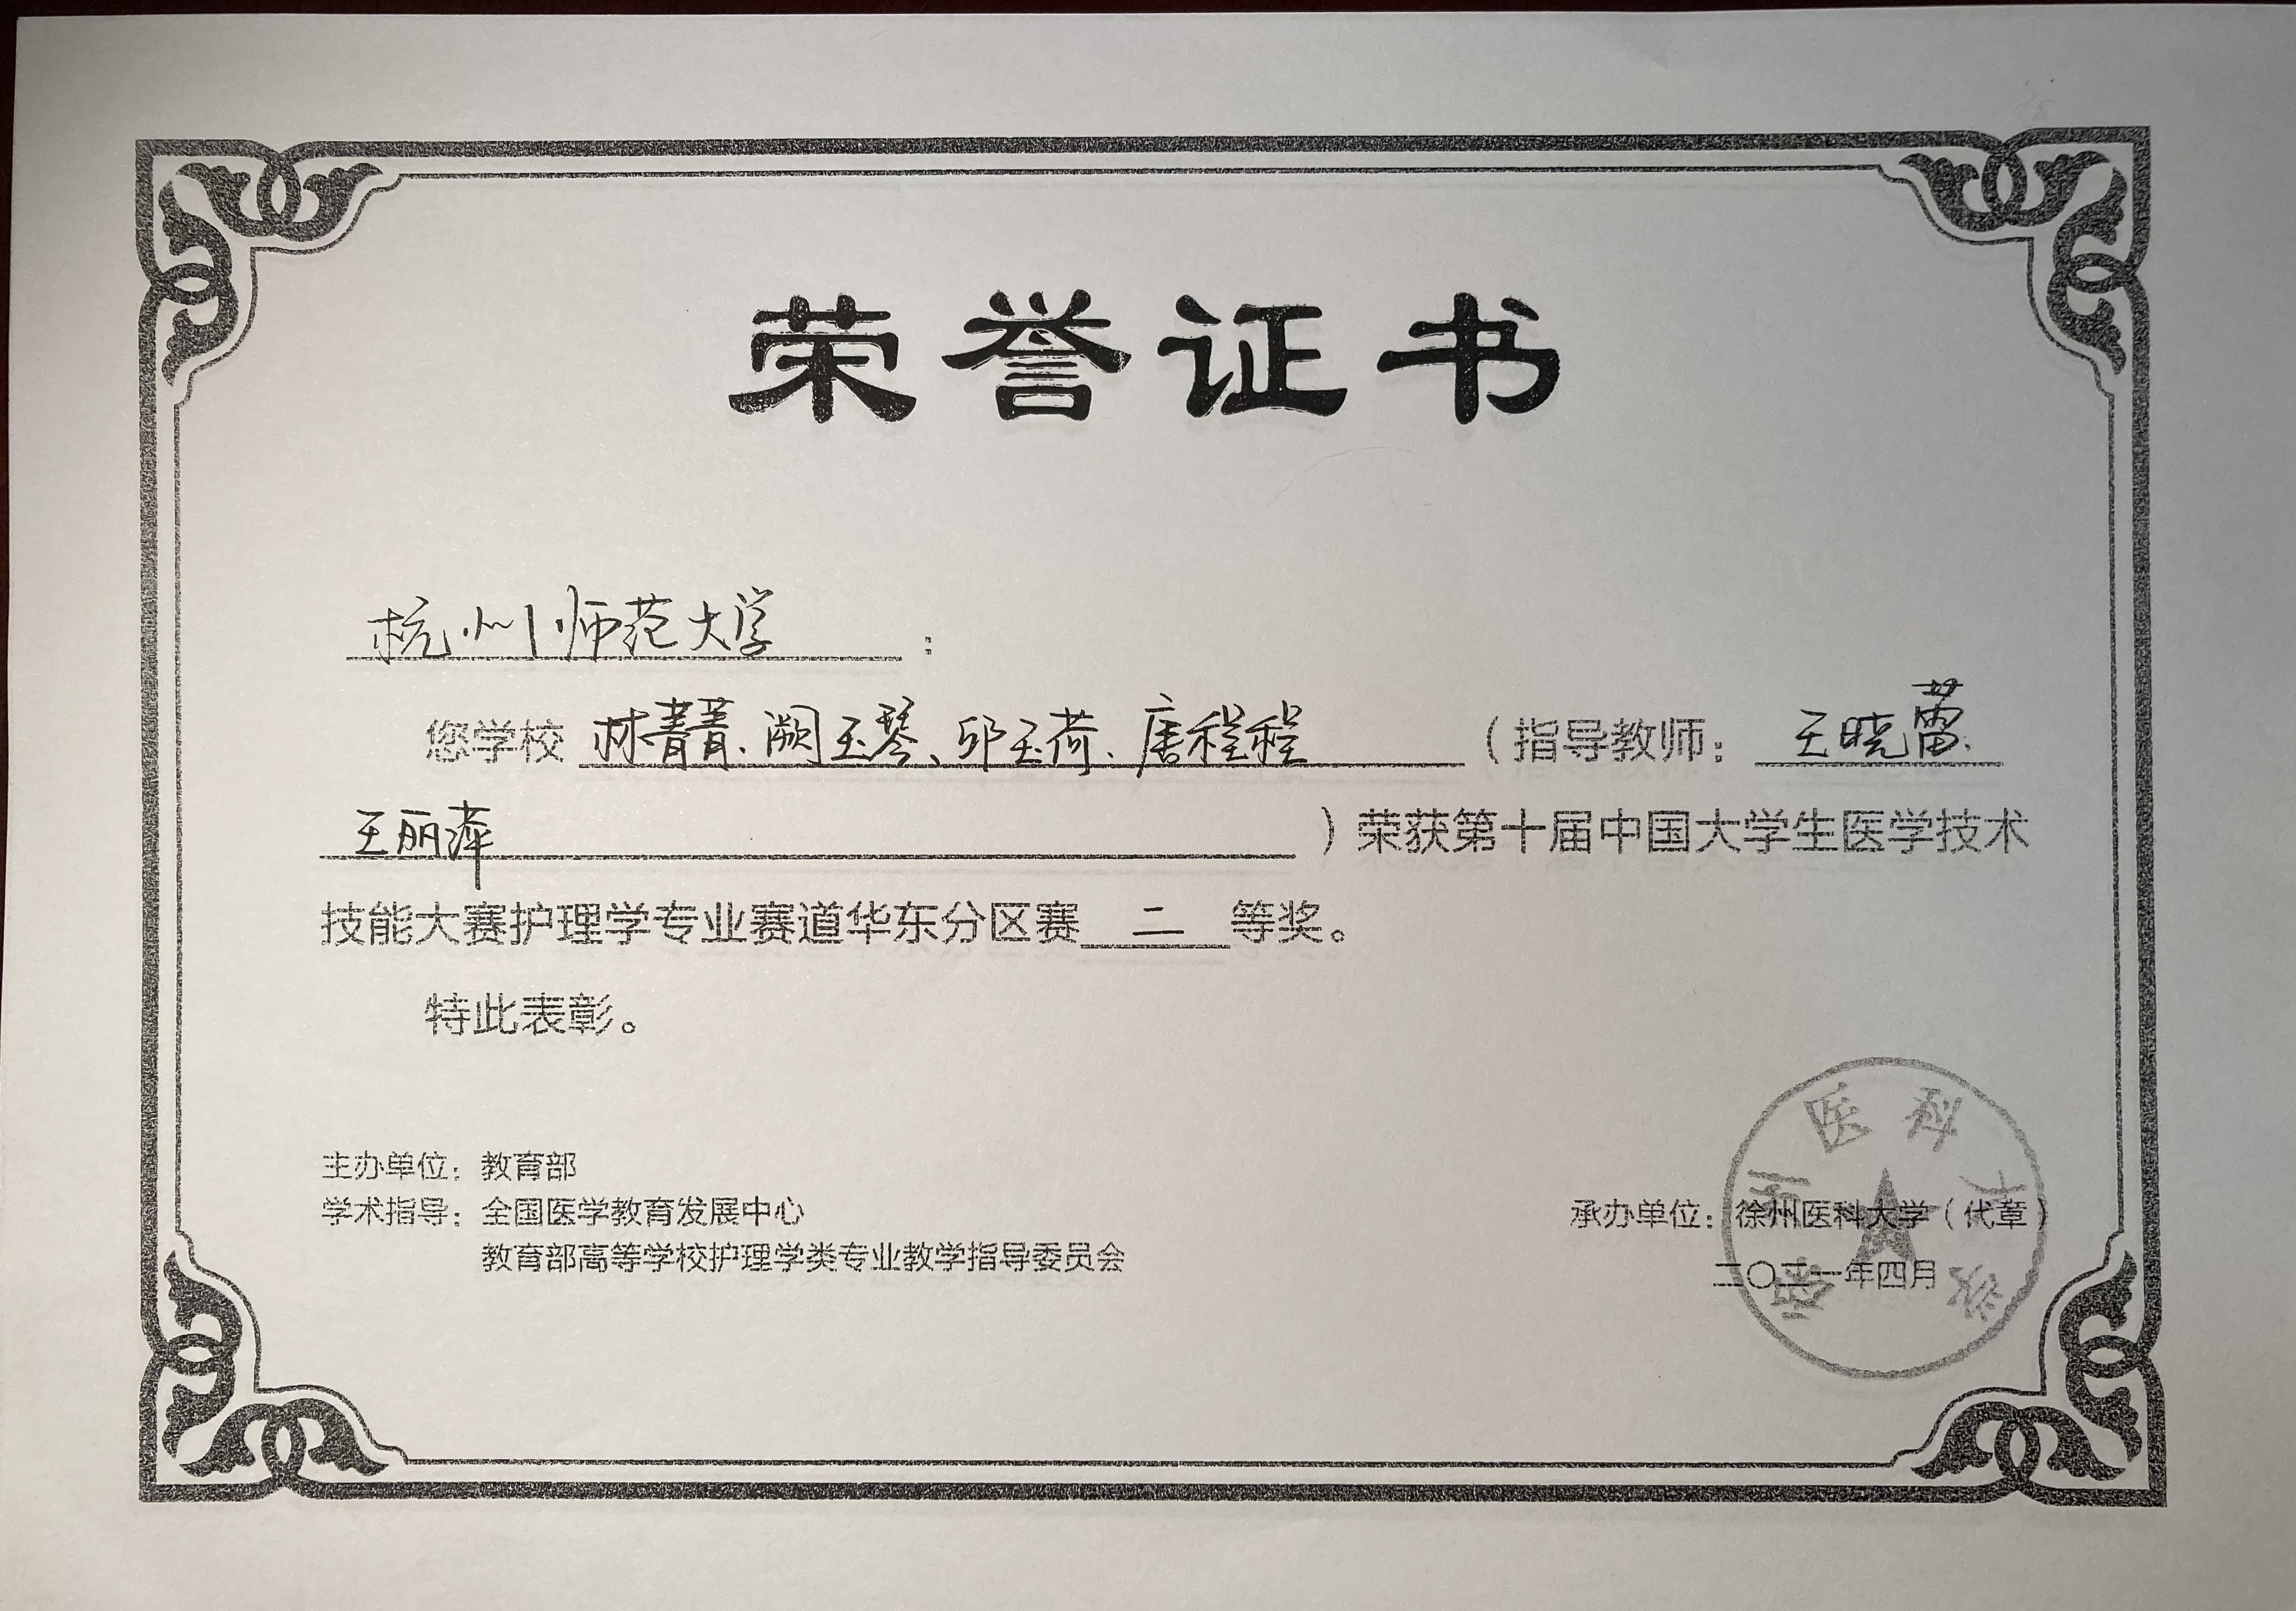 荣誉证书
杭州师范大学：
您学校林菁菁、阙玉琴、邱玉荷、唐程程（指导教师：王晓蕾、
王丽萍）荣获第十届中国大学生医学技术
技能大赛护理学专业赛道华东分区赛二等奖。
特此表彰。
主办单位：教育部
学术指导：全国医学教育发展中心
教育部高等学校护理学类专业教学指导委员会
承办单位：徐州医科大学（代章）
二〇二一年四月